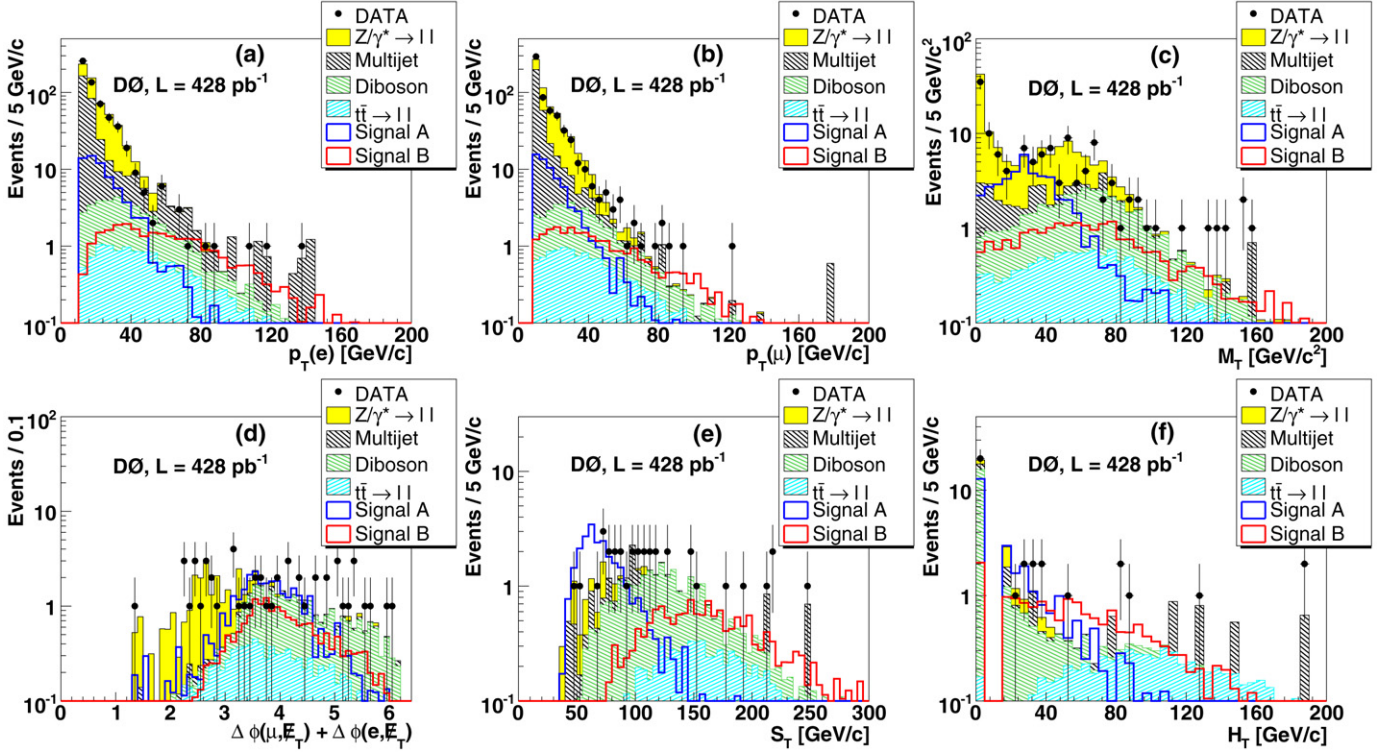 (a)
DØ, L = 428 pb⁻¹
DATA
Z/γ* → l l
Multijet
Diboson
tt̄ → l l
Signal A
Signal B
Events / 5 GeV/c
10²
10
1
10⁻¹
0 40 80 120 160 200
p_T(e) [GeV/c]
(b)
DØ, L = 428 pb⁻¹
DATA
Z/γ* → l l
Multijet
Diboson
tt̄ → l l
Signal A
Signal B
Events / 5 GeV/c
10²
10
1
10⁻¹
0 40 80 120 160 200
p_T(μ) [GeV/c]
(c)
DØ, L = 428 pb⁻¹
DATA
Z/γ* → l l
Multijet
Diboson
tt̄ → l l
Signal A
Signal B
Events / 5 GeV/c²
10²
10
1
10⁻¹
0 40 80 120 160 200
M_T [GeV/c²]
(d)
DØ, L = 428 pb⁻¹
DATA
Z/γ* → l l
Multijet
Diboson
tt̄ → l l
Signal A
Signal B
Events / 0.1
10²
10
1
10⁻¹
0 1 2 3 4 5 6
Δ φ(μ,E̸_T) + Δ φ(e,E̸_T)
(e)
DØ, L = 428 pb⁻¹
DATA
Z/γ* → l l
Multijet
Diboson
tt̄ → l l
Signal A
Signal B
Events / 5 GeV/c
10
1
10⁻¹
0 50 100 150 200 250 300
S_T [GeV/c]
(f)
DØ, L = 428 pb⁻¹
DATA
Z/γ* → l l
Multijet
Diboson
tt̄ → l l
Signal A
Signal B
Events / 5 GeV/c
10
1
10⁻¹
0 40 80 120 160 200
H_T [GeV/c]